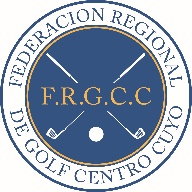 FEDERACION REGIONAL
F.R.G.C.C
DE GOLF CENTRO CUYO